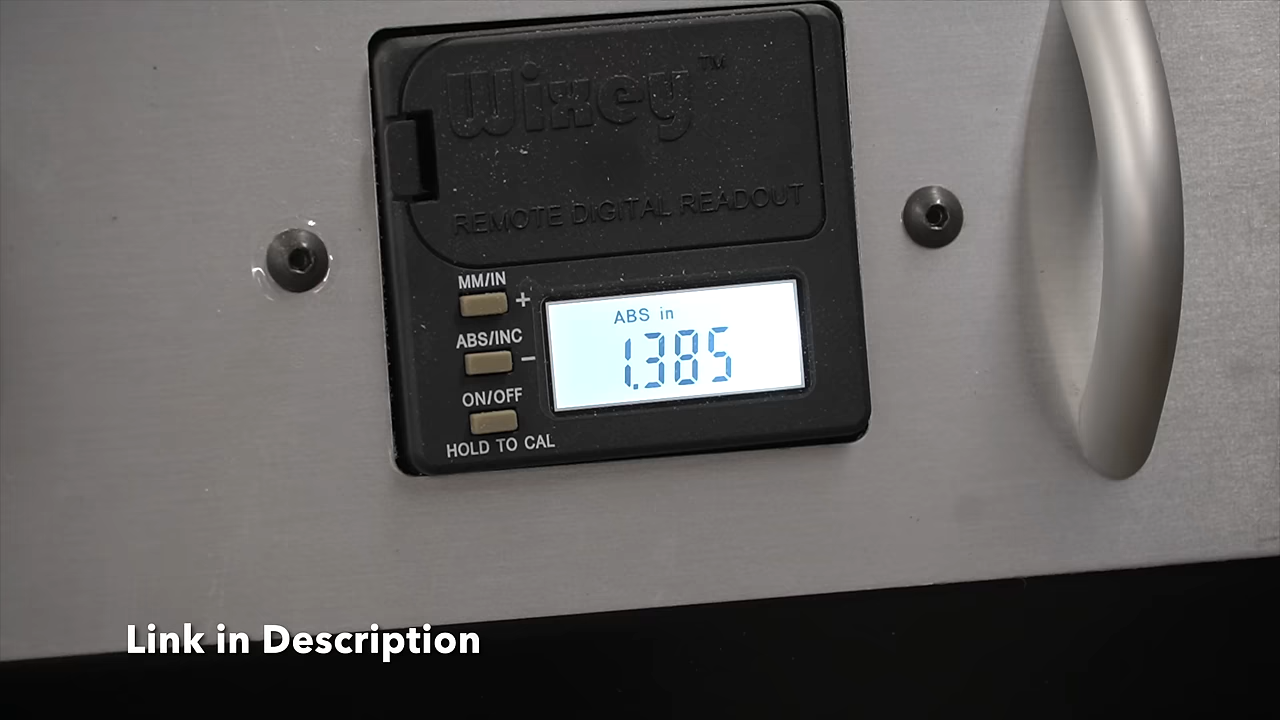 Wixey™
REMOTE DIGITAL READOUT
MM/IN +
ABS/INC −
ON/OFF
HOLD TO CAL
ABS in
1.385
Link in Description